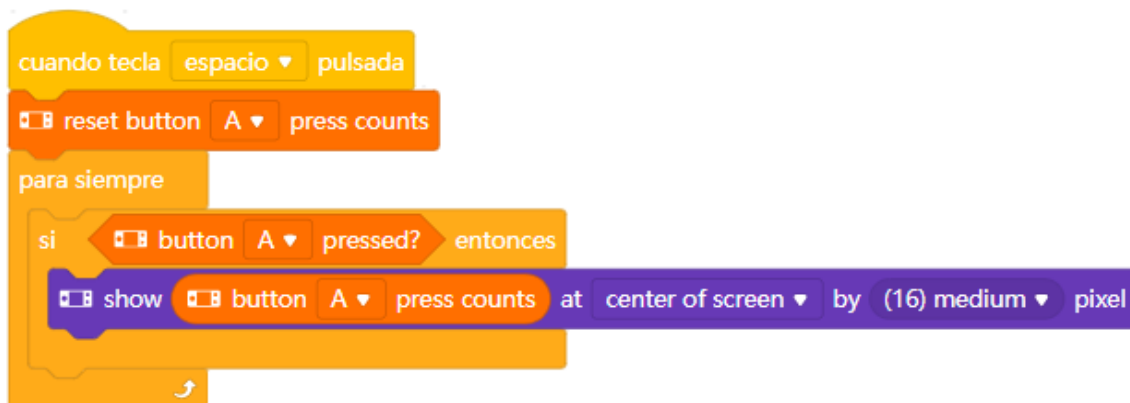 cuando tecla espacio pulsada
reset button A press counts
para siempre
si button A pressed? entonces
show button A press counts at center of screen by (16) medium pixel